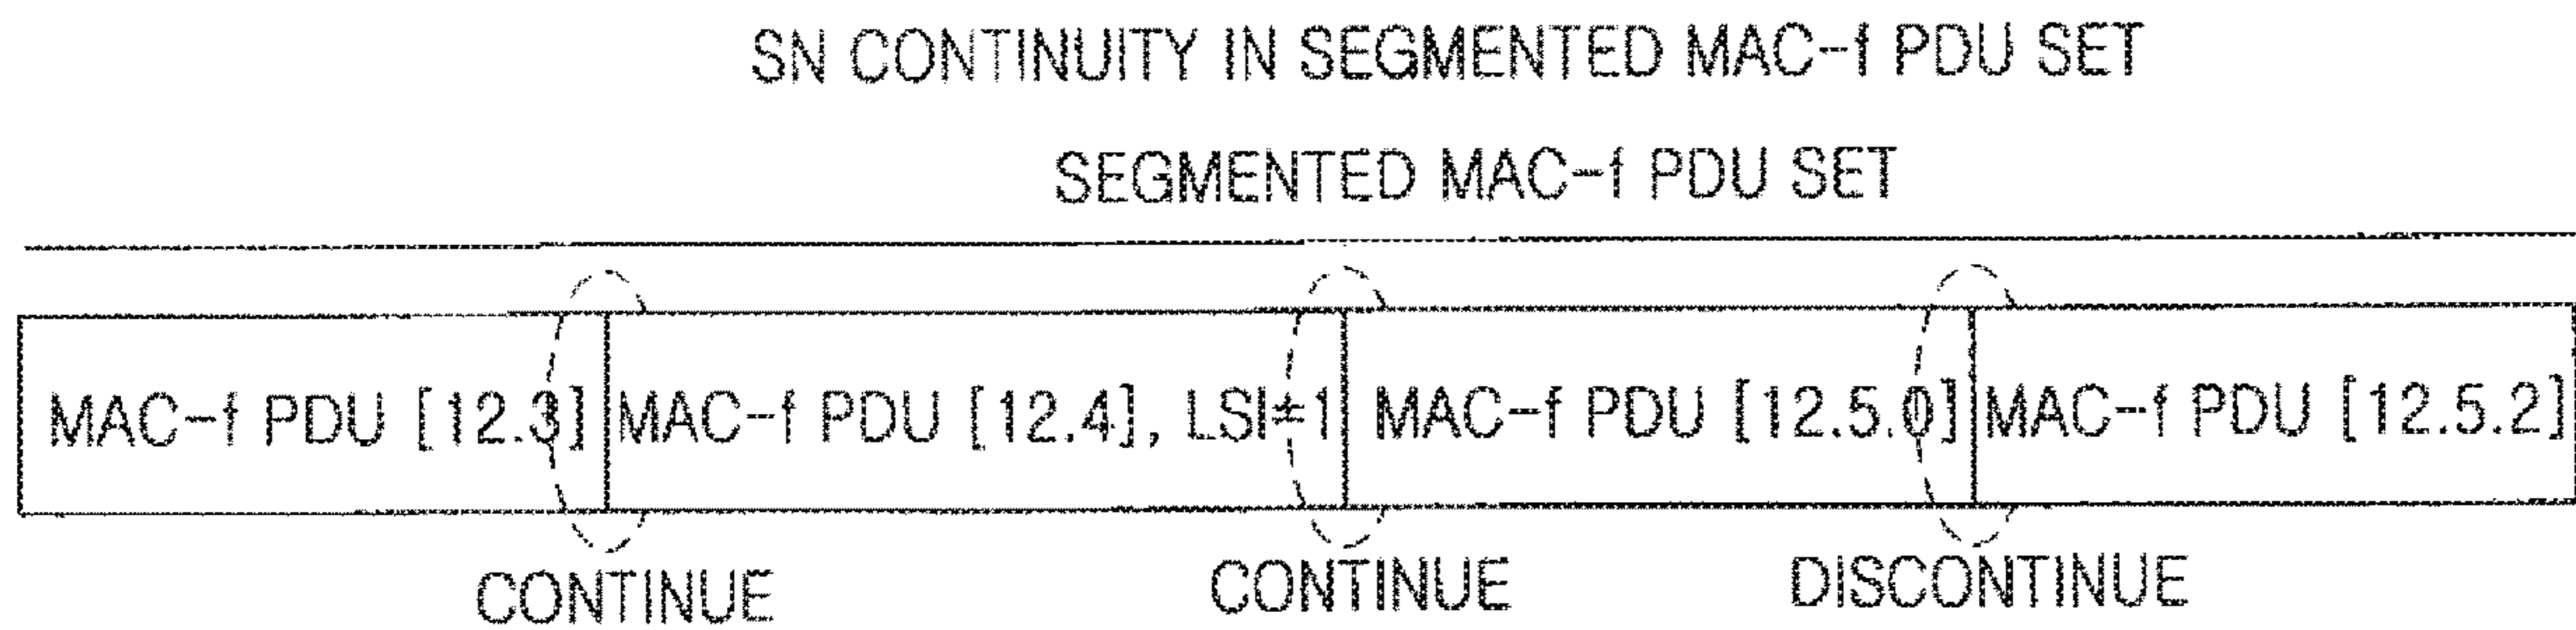 SN CONTINUITY IN SEGMENTED MAC-f PDU SET
SEGMENTED MAC-f PDU SET
MAC-f PDU [12.3] MAC-f PDU [12.4], LSI=1 MAC-f PDU [12.5.0] MAC-f PDU [12.5.2]
CONTINUE CONTINUE DISCONTINUE